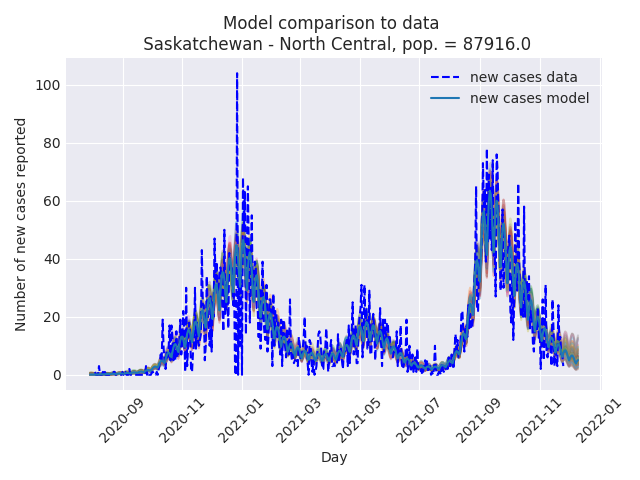 Model comparison to data
Saskatchewan - North Central, pop. = 87916.0
new cases data
new cases model
Number of new cases reported
100
80
60
40
20
0
2020-09
2020-11
2021-01
2021-03
2021-05
2021-07
2021-09
2021-11
2022-01
Day